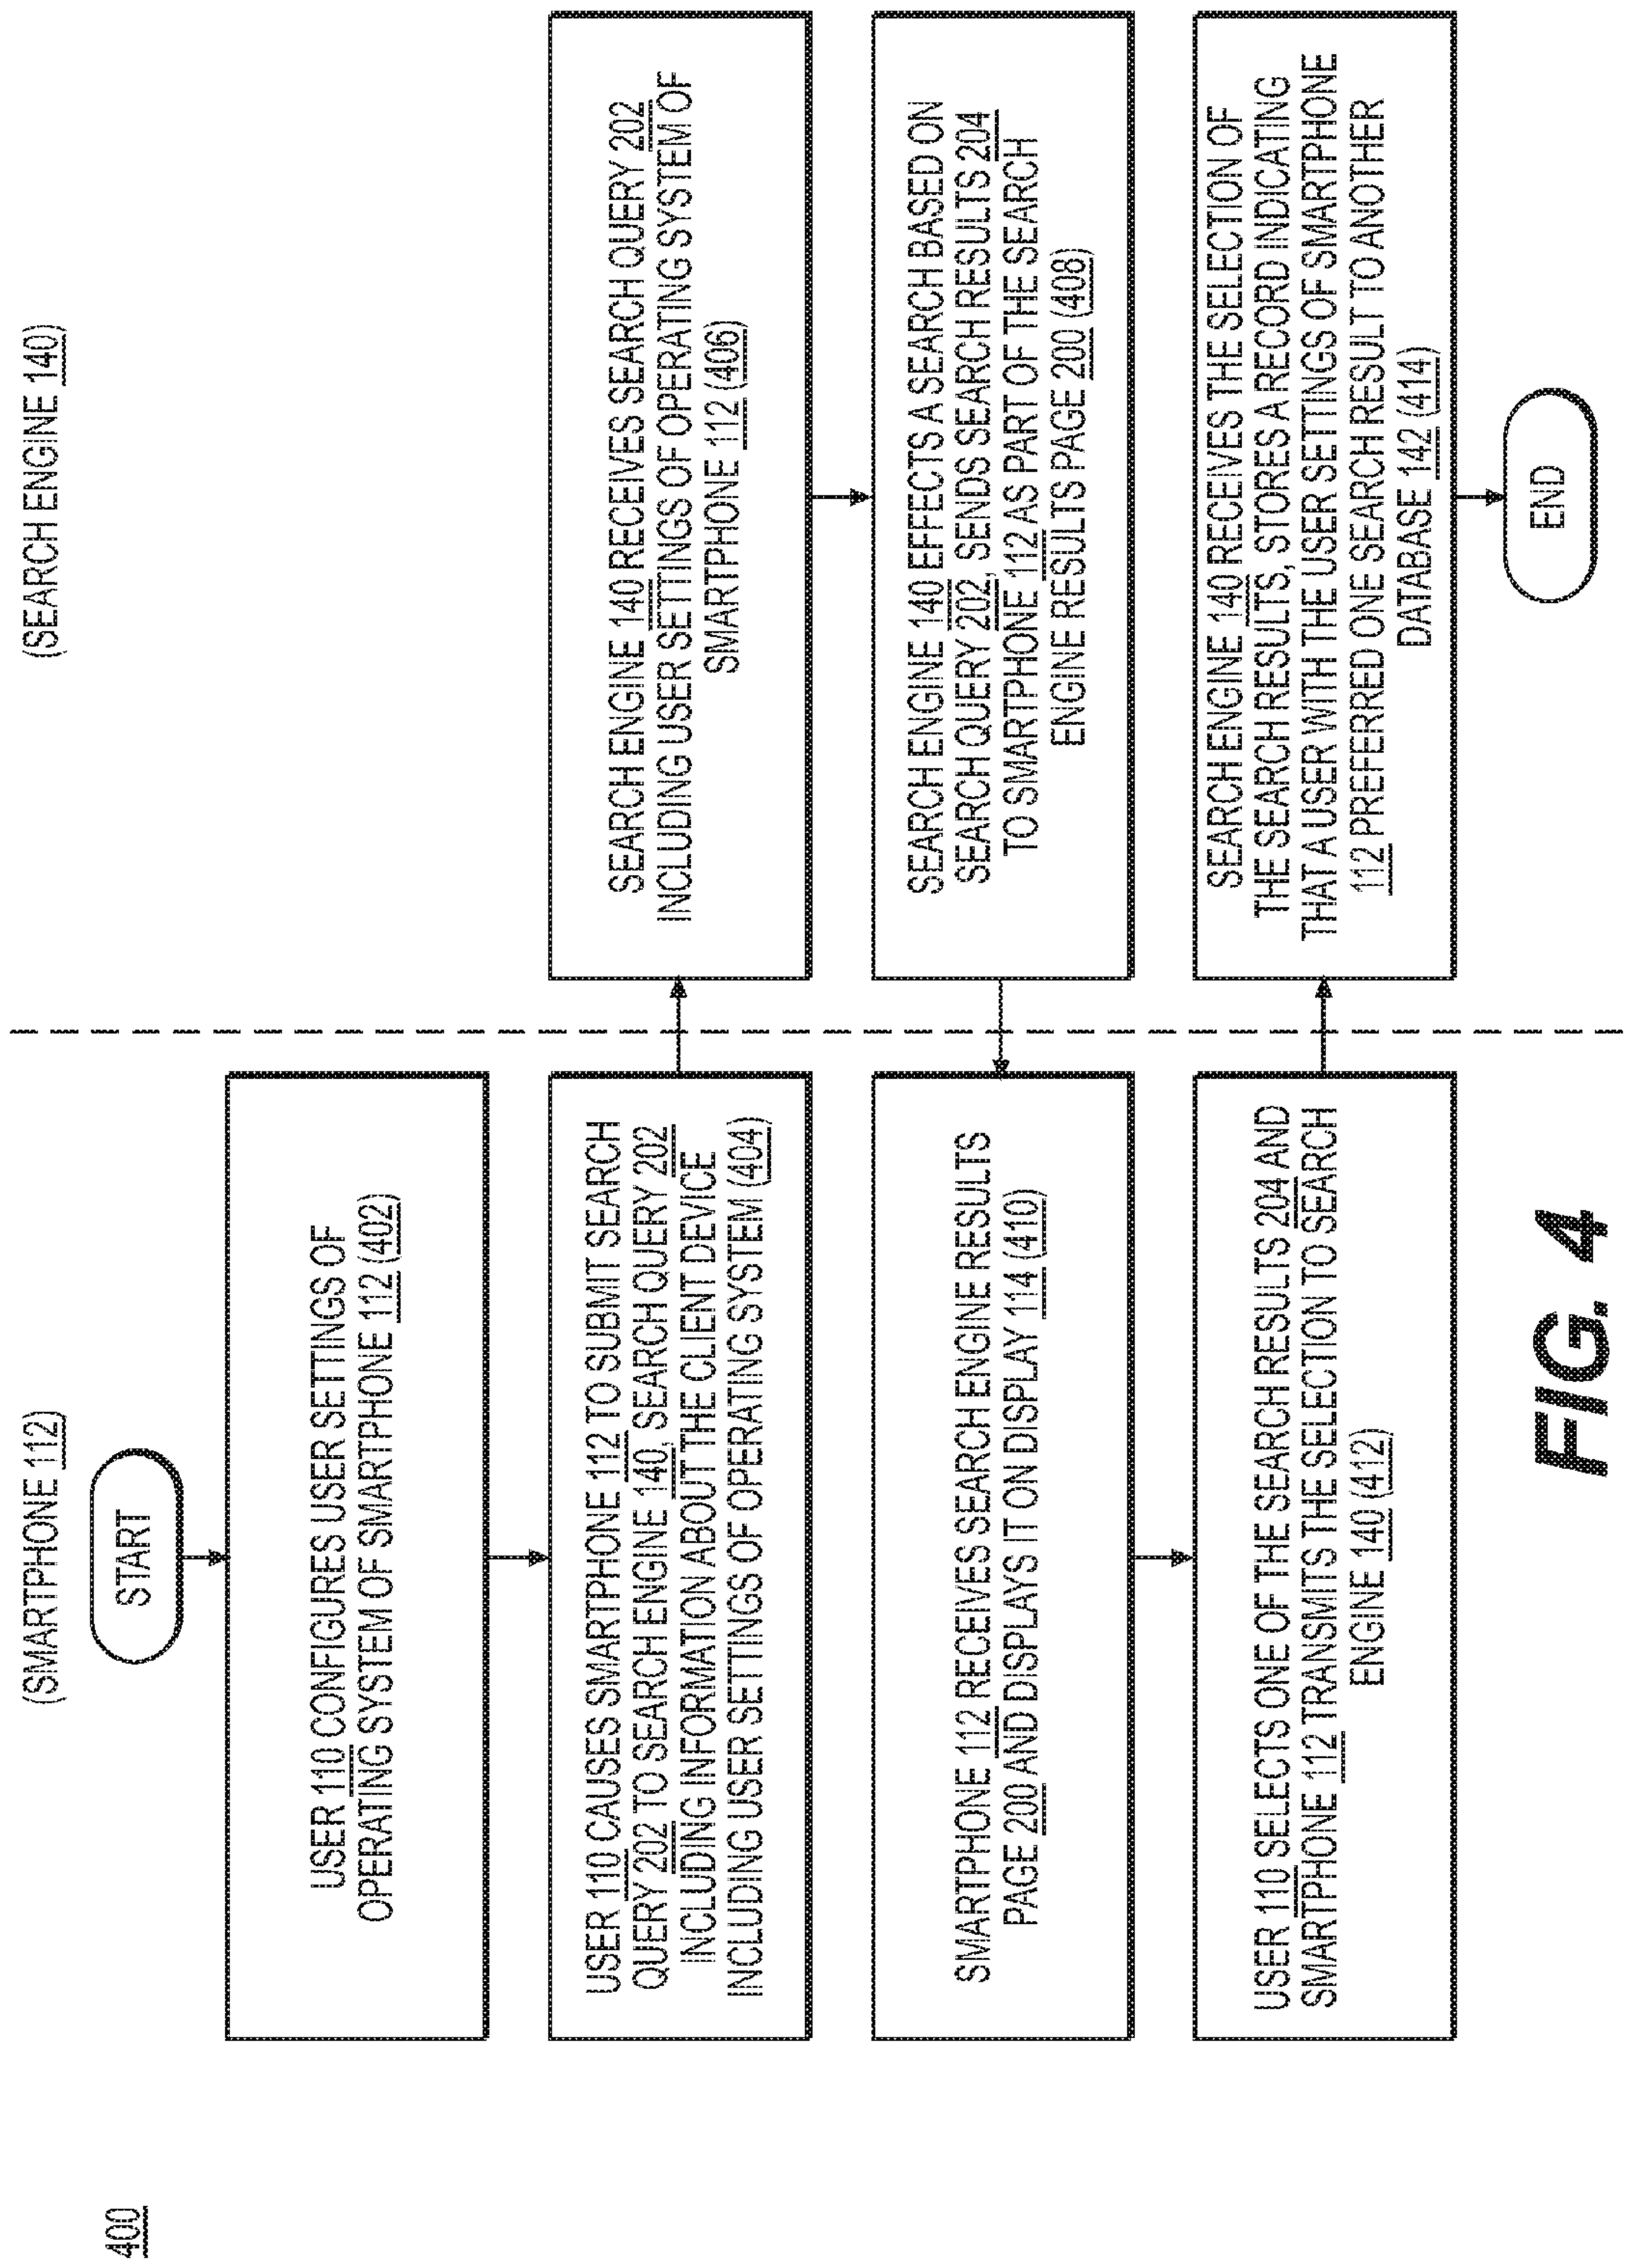 400
(SMARTPHONE 112)
(SEARCH ENGINE 140)
START
USER 110 CONFIGURES USER SETTINGS OF
OPERATING SYSTEM OF SMARTPHONE 112 (402)
USER 110 CAUSES SMARTPHONE 112 TO SUBMIT SEARCH
QUERY 202 TO SEARCH ENGINE 140, SEARCH QUERY 202
INCLUDING INFORMATION ABOUT THE CLIENT DEVICE
INCLUDING USER SETTINGS OF OPERATING SYSTEM (404)
SEARCH ENGINE 140 RECEIVES SEARCH QUERY 202
INCLUDING USER SETTINGS OF OPERATING SYSTEM OF
SMARTPHONE 112 (406)
SEARCH ENGINE 140 EFFECTS A SEARCH BASED ON
SEARCH QUERY 202, SENDS SEARCH RESULTS 204
TO SMARTPHONE 112 AS PART OF THE SEARCH
ENGINE RESULTS PAGE 200 (408)
SMARTPHONE 112 RECEIVES SEARCH ENGINE RESULTS
PAGE 200 AND DISPLAYS IT ON DISPLAY 114 (410)
USER 110 SELECTS ONE OF THE SEARCH RESULTS 204 AND
SMARTPHONE 112 TRANSMITS THE SELECTION TO SEARCH
ENGINE 140 (412)
SEARCH ENGINE 140 RECEIVES THE SELECTION OF
THE SEARCH RESULTS, STORES A RECORD INDICATING
THAT A USER WITH THE USER SETTINGS OF SMARTPHONE
112 PREFERRED ONE SEARCH RESULT TO ANOTHER
DATABASE 142 (414)
END
FIG. 4